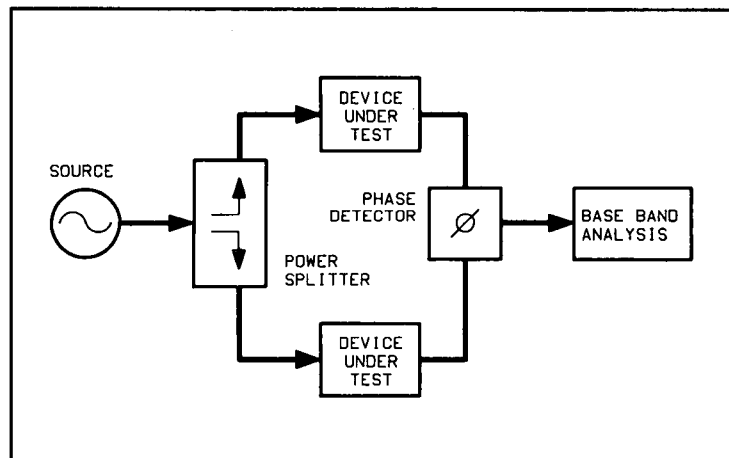 DEVICE
UNDER
TEST
SOURCE
PHASE
DETECTOR
BASE BAND
ANALYSIS
POWER
SPLITTER
DEVICE
UNDER
TEST